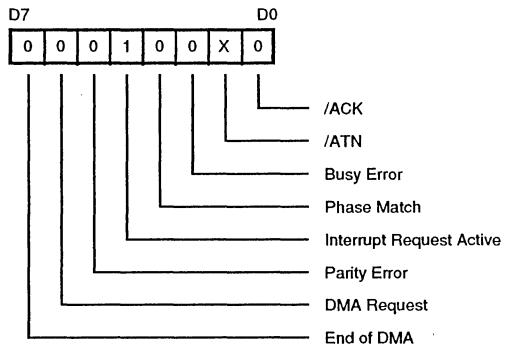 D7 D0
0 0 0 1 0 0 X 0
/ACK
/ATN
Busy Error
Phase Match
Interrupt Request Active
Parity Error
DMA Request
End of DMA